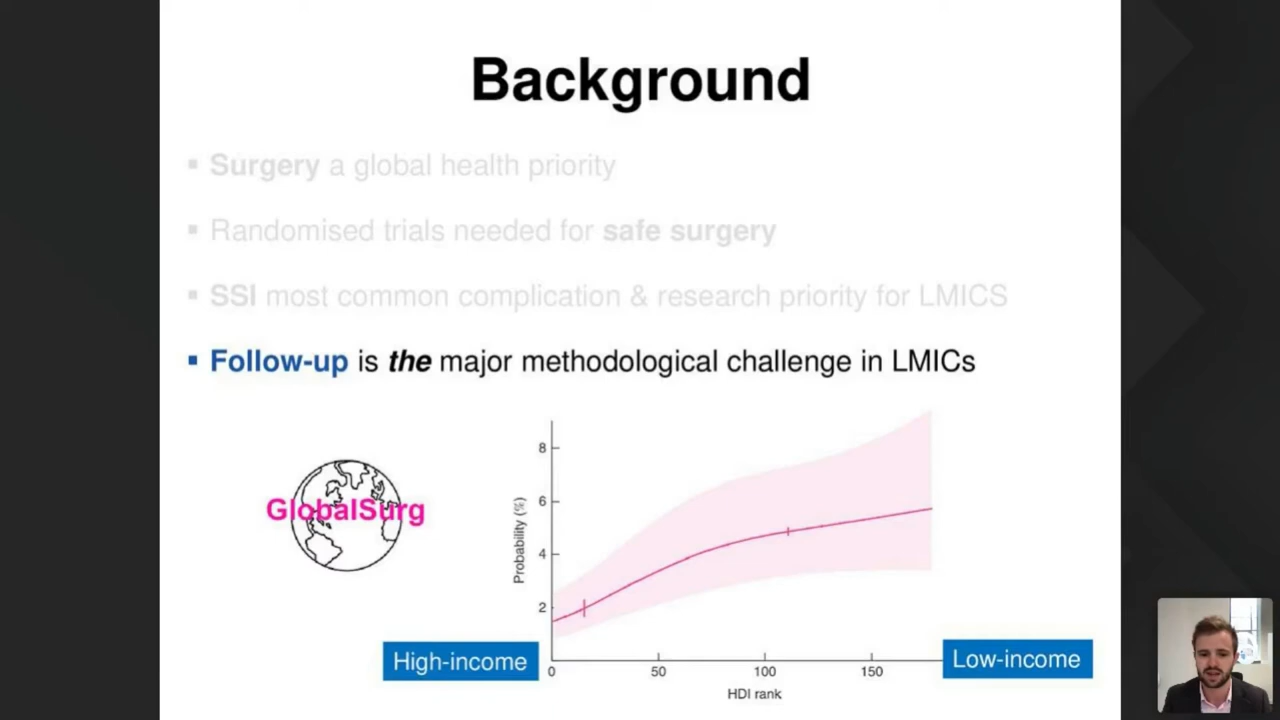 Background
▪ Surgery a global health priority
▪ Randomised trials needed for safe surgery
▪ SSI most common complication & research priority for LMICS
▪ Follow-up is the major methodological challenge in LMICs
GlobalSurg
Probability (%)
8
6
4
2
0 50 100 150
HDI rank
High-income
Low-income